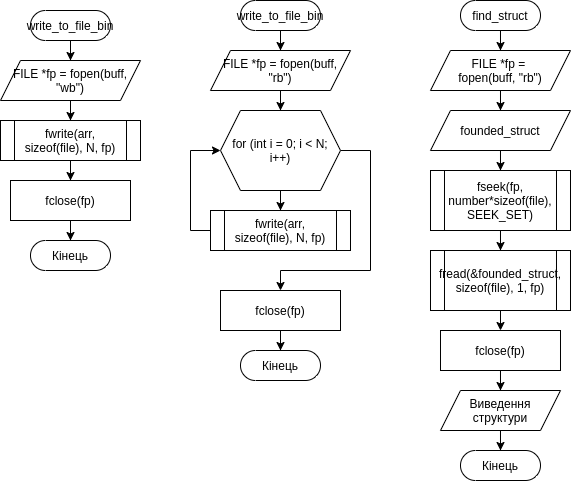 write_to_file_bin
FILE *fp = fopen(buff,
"wb")
fwrite(arr,
sizeof(file), N, fp)
fclose(fp)
Кінець
write_to_file_bin
FILE *fp = fopen(buff,
"rb")
for (int i = 0; i < N;
i++)
fwrite(arr,
sizeof(file), N, fp)
fclose(fp)
Кінець
find_struct
FILE *fp =
fopen(buff, "rb")
founded_struct
fseek(fp,
number*sizeof(file),
SEEK_SET)
fread(&founded_struct,
sizeof(file), 1, fp)
fclose(fp)
Виведення
структури
Кінець